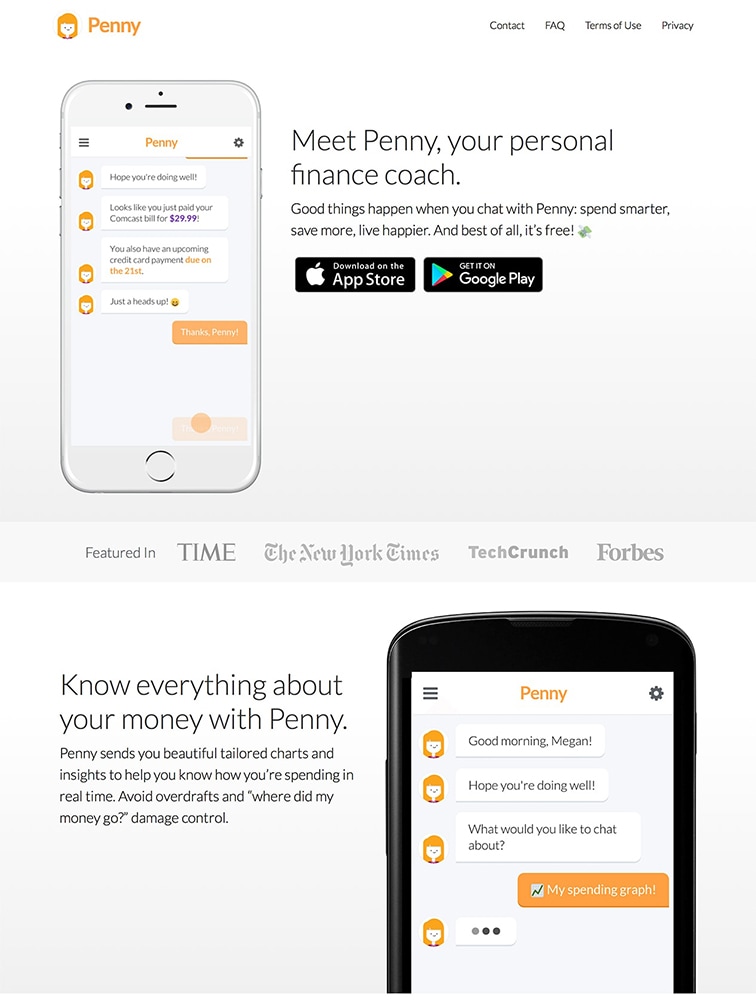 Penny
Contact
FAQ
Terms of Use
Privacy
Penny
Hope you're doing well!
Looks like you just paid your
Comcast bill for $29.99!
You also have an upcoming
credit card payment due on
the 21st.
Just a heads up! 😄
Thanks, Penny!
Meet Penny, your personal
finance coach.
Good things happen when you chat with Penny: spend smarter,
save more, live happier. And best of all, it's free! 💸
Download on the
App Store
GET IT ON
Google Play
Featured In
TIME
The New York Times
TechCrunch
Forbes
Know everything about
your money with Penny.
Penny sends you beautiful tailored charts and
insights to help you know how you're spending in
real time. Avoid overdrafts and “where did my
money go?” damage control.
Penny
Good morning, Megan!
Hope you're doing well!
What would you like to chat
about?
📈 My spending graph!